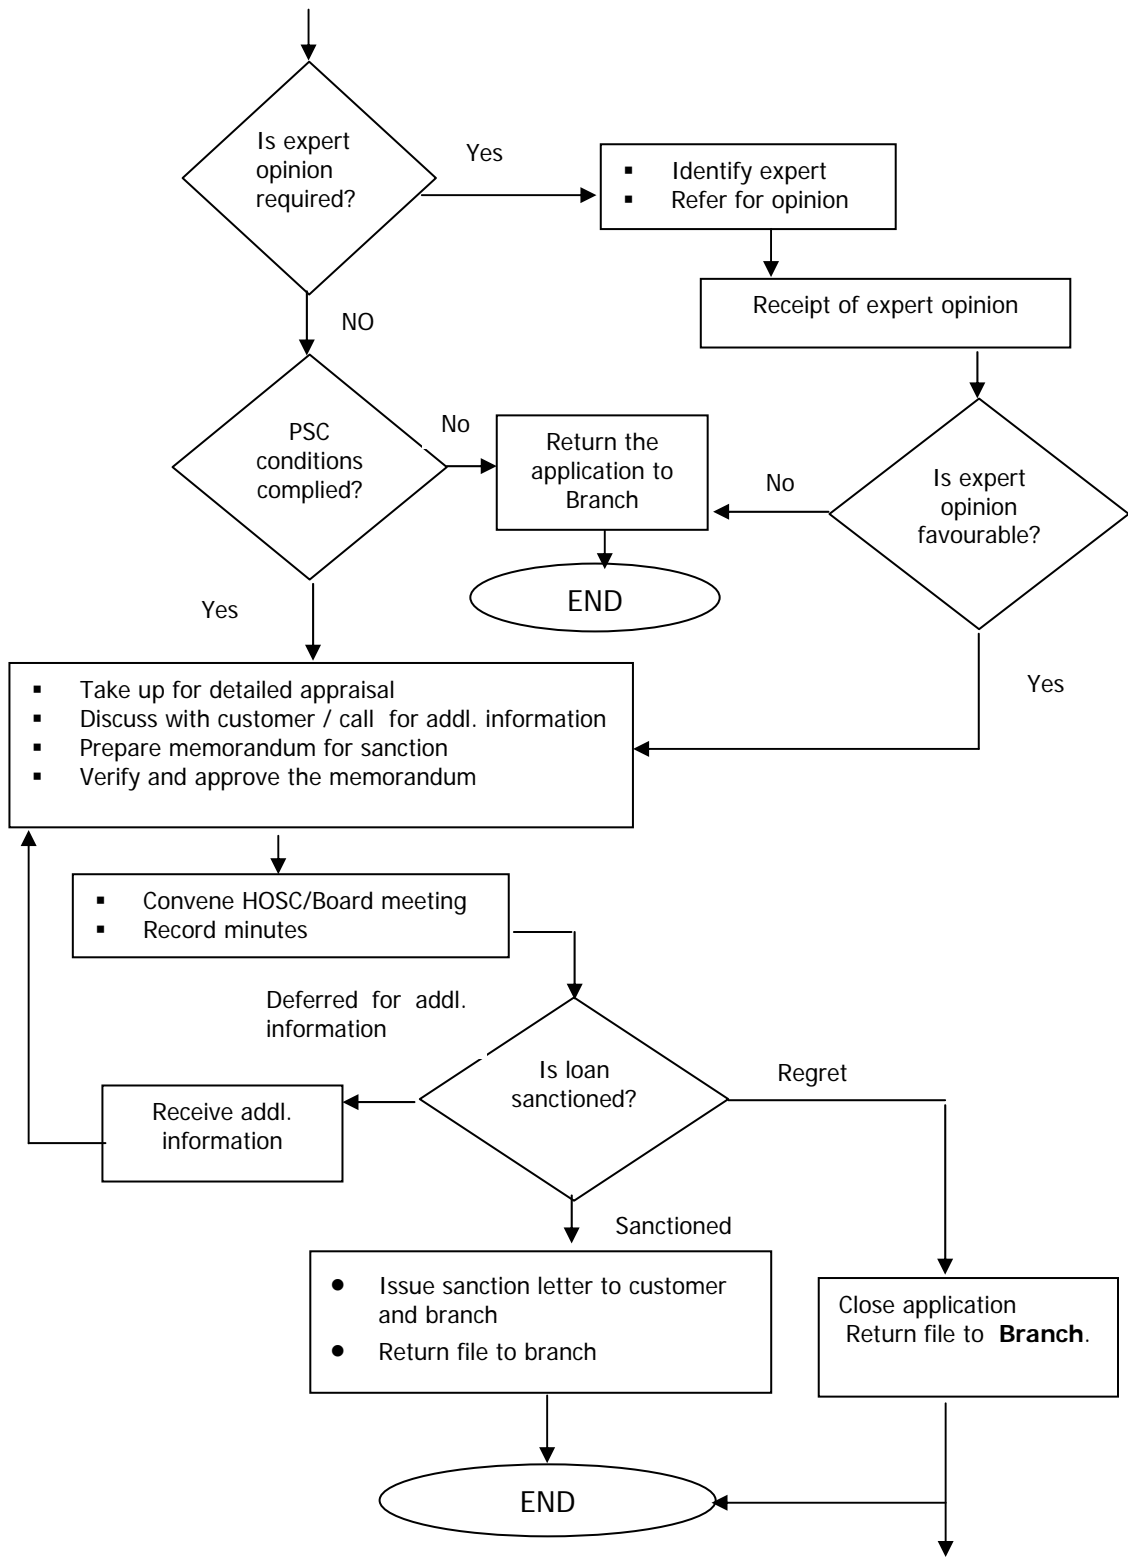 Is expert
opinion
required?
Yes
▪ Identify expert
▪ Refer for opinion
Receipt of expert opinion
NO
PSC
conditions
complied?
No
Return the
application to
Branch
No
Is expert
opinion
favourable?
END
Yes
Yes
▪ Take up for detailed appraisal
▪ Discuss with customer / call for addl. information
▪ Prepare memorandum for sanction
▪ Verify and approve the memorandum
▪ Convene HOSC/Board meeting
▪ Record minutes
Deferred for addl.
information
Is loan
sanctioned?
Regret
Receive addl.
information
Sanctioned
● Issue sanction letter to customer
and branch
● Return file to branch
Close application
Return file to Branch.
END